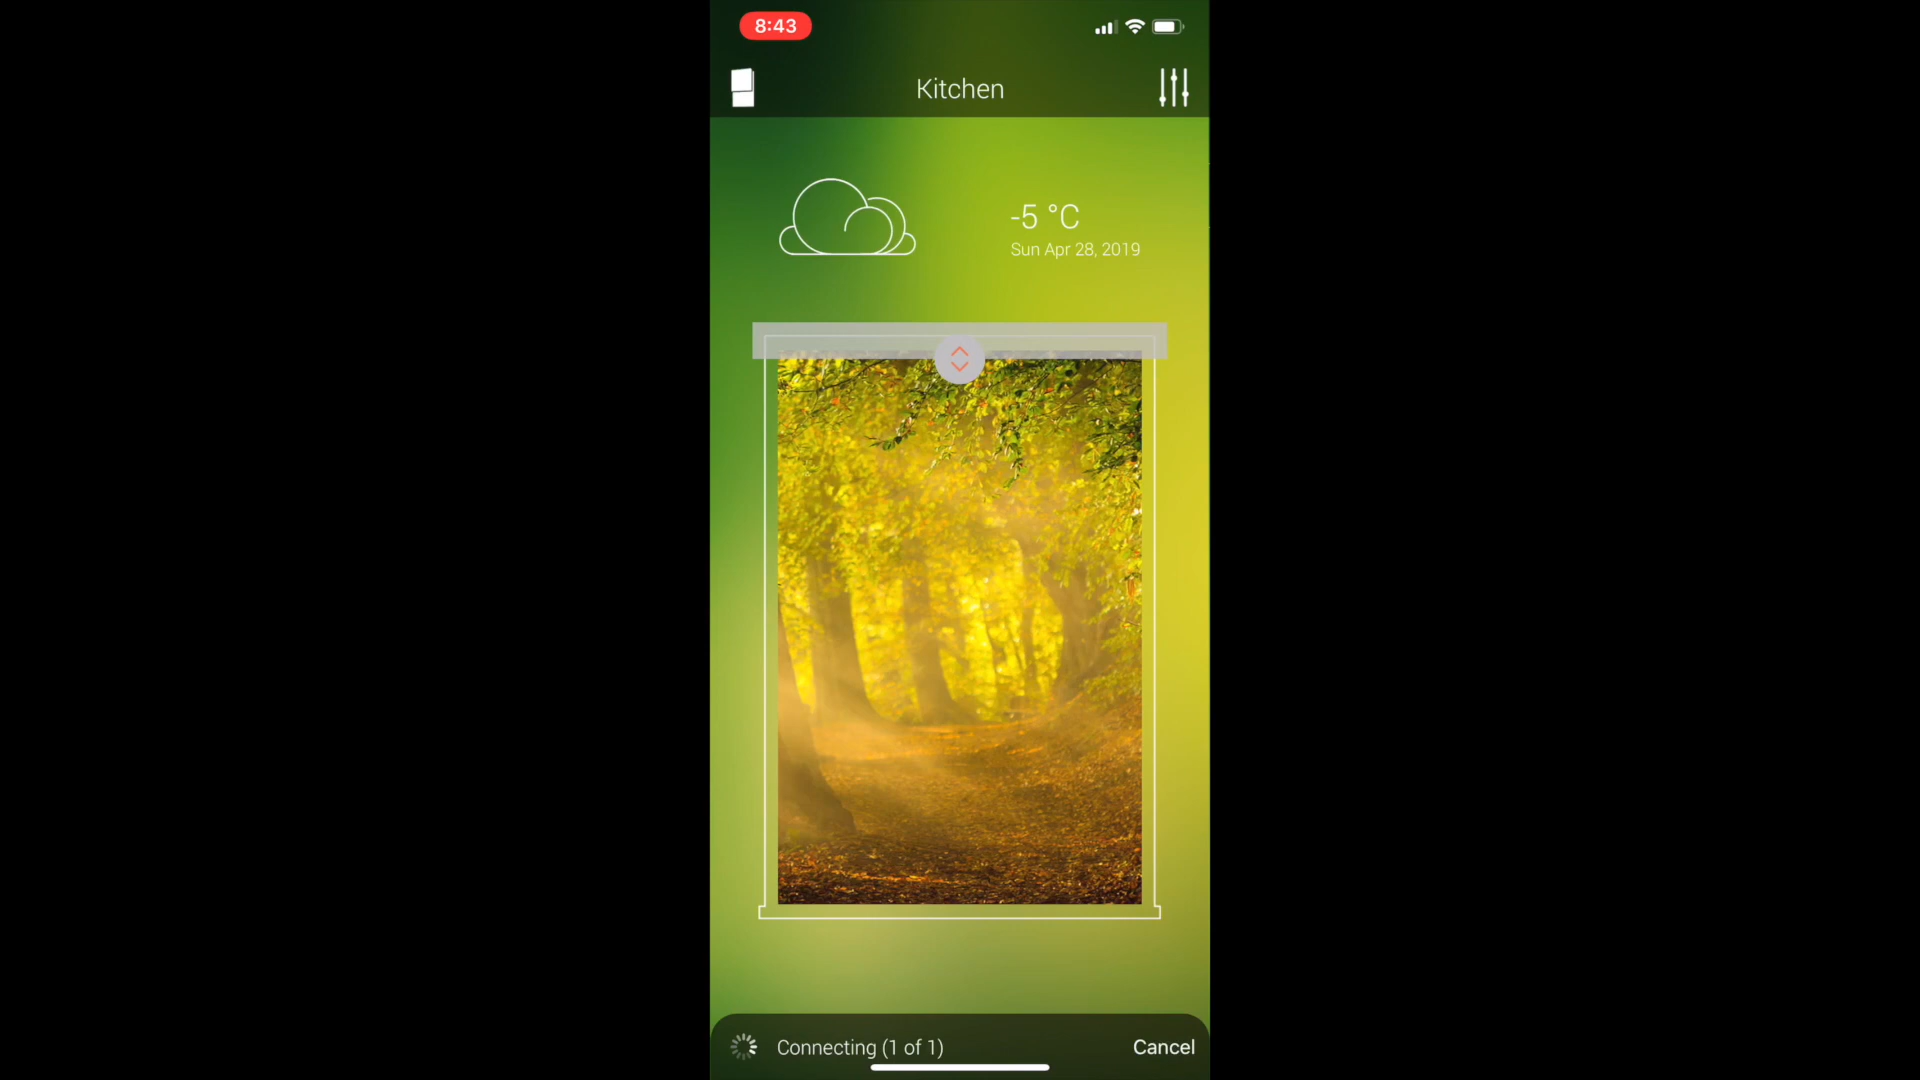 8:43
Kitchen
-5 °C
Sun Apr 28, 2019
Connecting (1 of 1)
Cancel